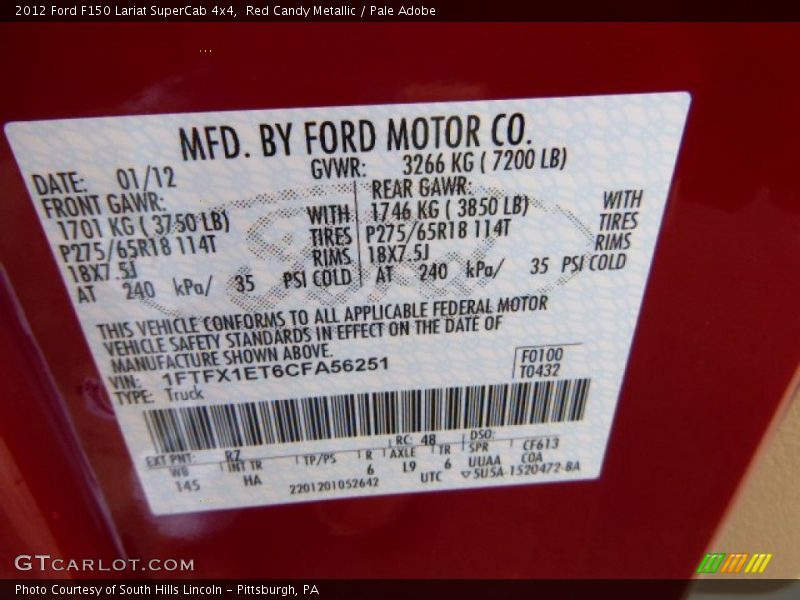 2012 Ford F150 Lariat SuperCab 4x4,  Red Candy Metallic / Pale Adobe
MFD. BY FORD MOTOR CO.
DATE: 01/12 GVWR: 3266 KG ( 7200 LB)
FRONT GAWR: REAR GAWR:
1701 KG ( 3750 LB) WITH 1746 KG ( 3850 LB) WITH
P275/65R18 114T TIRES P275/65R18 114T TIRES
18X7.5J RIMS 18X7.5J RIMS
AT 240 kPa/ 35 PSI COLD AT 240 kPa/ 35 PSI COLD
THIS VEHICLE CONFORMS TO ALL APPLICABLE FEDERAL MOTOR
VEHICLE SAFETY STANDARDS IN EFFECT ON THE DATE OF
MANUFACTURE SHOWN ABOVE.
VIN: 1FTFX1ET6CFA56251 F0100
TYPE: Truck T0432
EXT PNT: RZ RC: 48 DSO:
WB INT TR TP/PS R AXLE TR SPR CF613
145 HA 6 L9 6 UUAA COA
2201201052642 UTC ▽5U5A-1520472-BA
GTCARLOT.COM
Photo Courtesy of South Hills Lincoln - Pittsburgh, PA